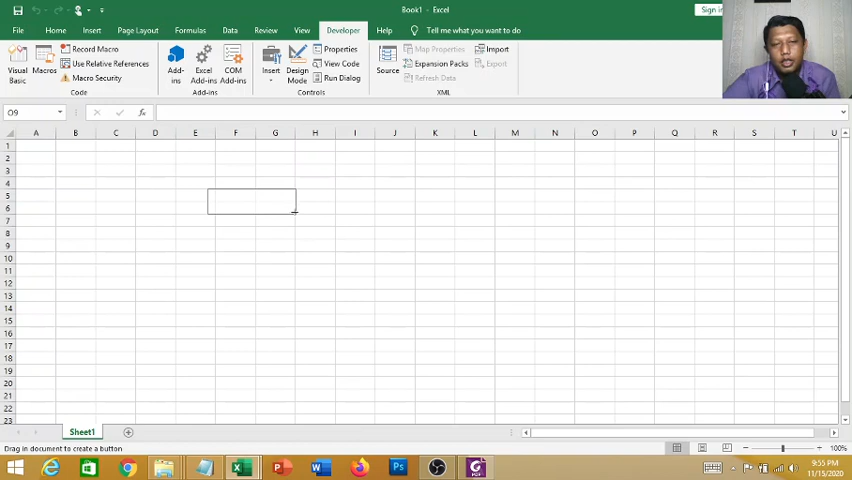 Book1 - Excel
Sign in
File Home Insert Page Layout Formulas Data Review View Developer Help Tell me what you want to do
Visual Basic
Macros
Record Macro
Use Relative References
Macro Security
Code
Add-ins
Excel Add-ins
COM Add-ins
Add-ins
Insert
Design Mode
Properties
View Code
Run Dialog
Controls
Source
Map Properties
Expansion Packs
Refresh Data
Import
Export
XML
O9
fx
A B C D E F G H I J K L M N O P Q R S T U
1
2
3
4
5
6
7
8
9
10
11
12
13
14
15
16
17
18
19
20
21
22
23
Sheet1
Drag in document to create a button
100%
9:55 PM
11/15/2020